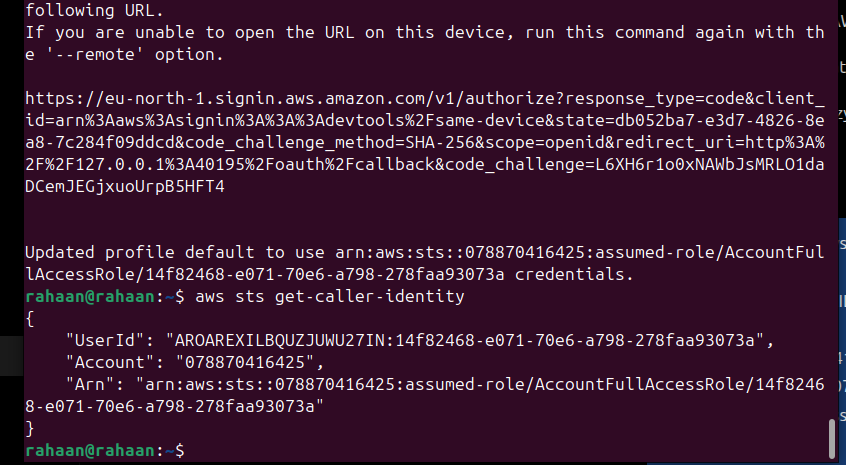 following URL.
If you are unable to open the URL on this device, run this command again with th
e '--remote' option.
https://eu-north-1.signin.aws.amazon.com/v1/authorize?response_type=code&client_
id=arn%3Aaws%3Asignin%3A%3A%3Adevtools%2Fsame-device&state=db052ba7-e3d7-4826-8e
a8-7c284f09ddcd&code_challenge_method=SHA-256&scope=openid&redirect_uri=http%3A%
2F%2F127.0.0.1%3A40195%2Foauth%2Fcallback&code_challenge=L6XH6r1o0xNAWbJsMRLO1da
DCemJEGjxuoUrpB5HFT4
Updated profile default to use arn:aws:sts::078870416425:assumed-role/AccountFul
lAccessRole/14f82468-e071-70e6-a798-278faa93073a credentials.
rahaan@rahaan:~$ aws sts get-caller-identity
{
    "UserId": "AROAREXILBQUZJUWU27IN:14f82468-e071-70e6-a798-278faa93073a",
    "Account": "078870416425",
    "Arn": "arn:aws:sts::078870416425:assumed-role/AccountFullAccessRole/14f8246
8-e071-70e6-a798-278faa93073a"
}
rahaan@rahaan:~$